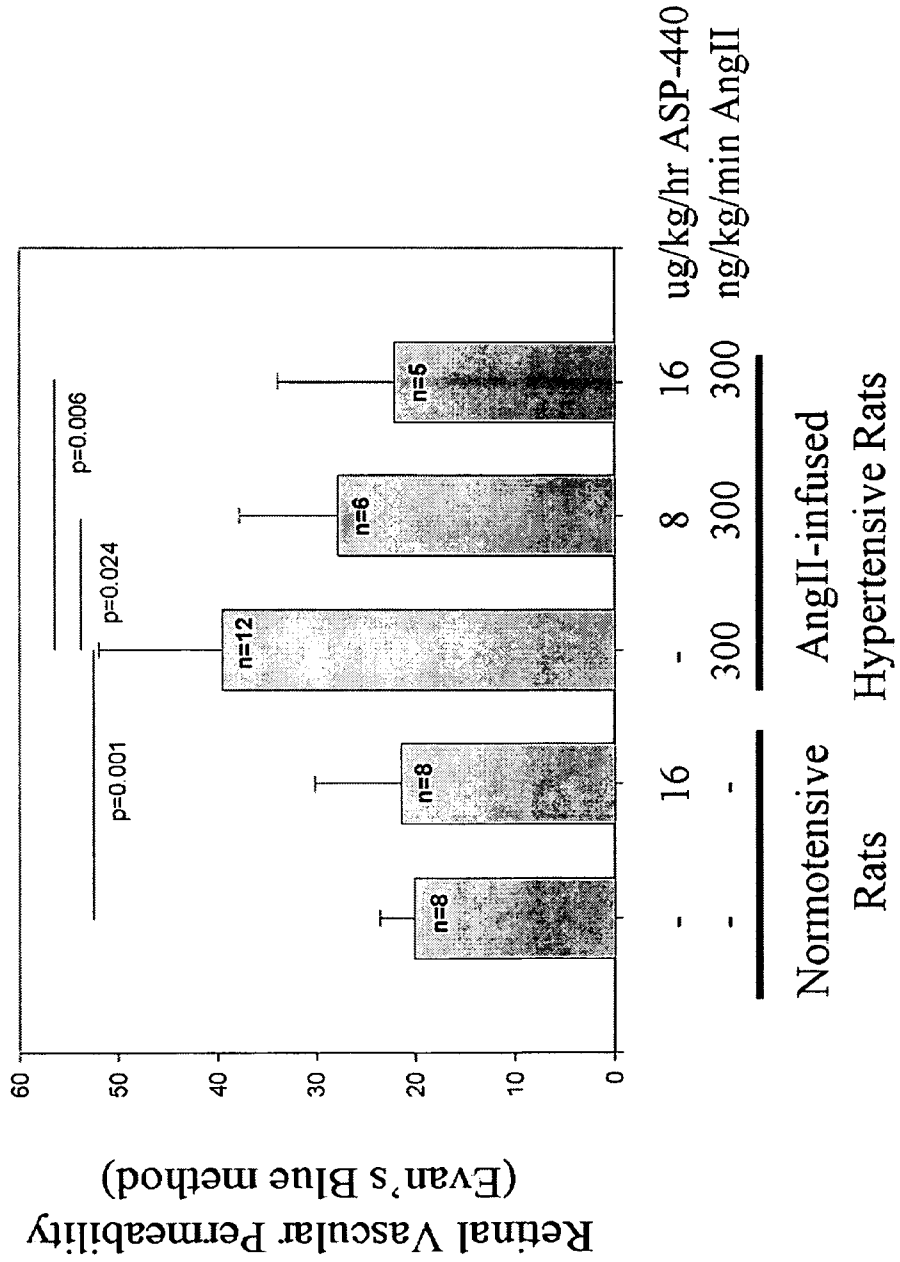 Retinal Vascular Permeability
(Evan's Blue method)
60
50
40
30
20
10
0
p=0.006
p=0.024
p=0.001
n=8
n=8
n=12
n=6
n=5
- 16 - 8 16 ug/kg/hr ASP-440
- - 300 300 300 ng/kg/min AngII
Normotensive
Rats
AngII-infused
Hypertensive Rats